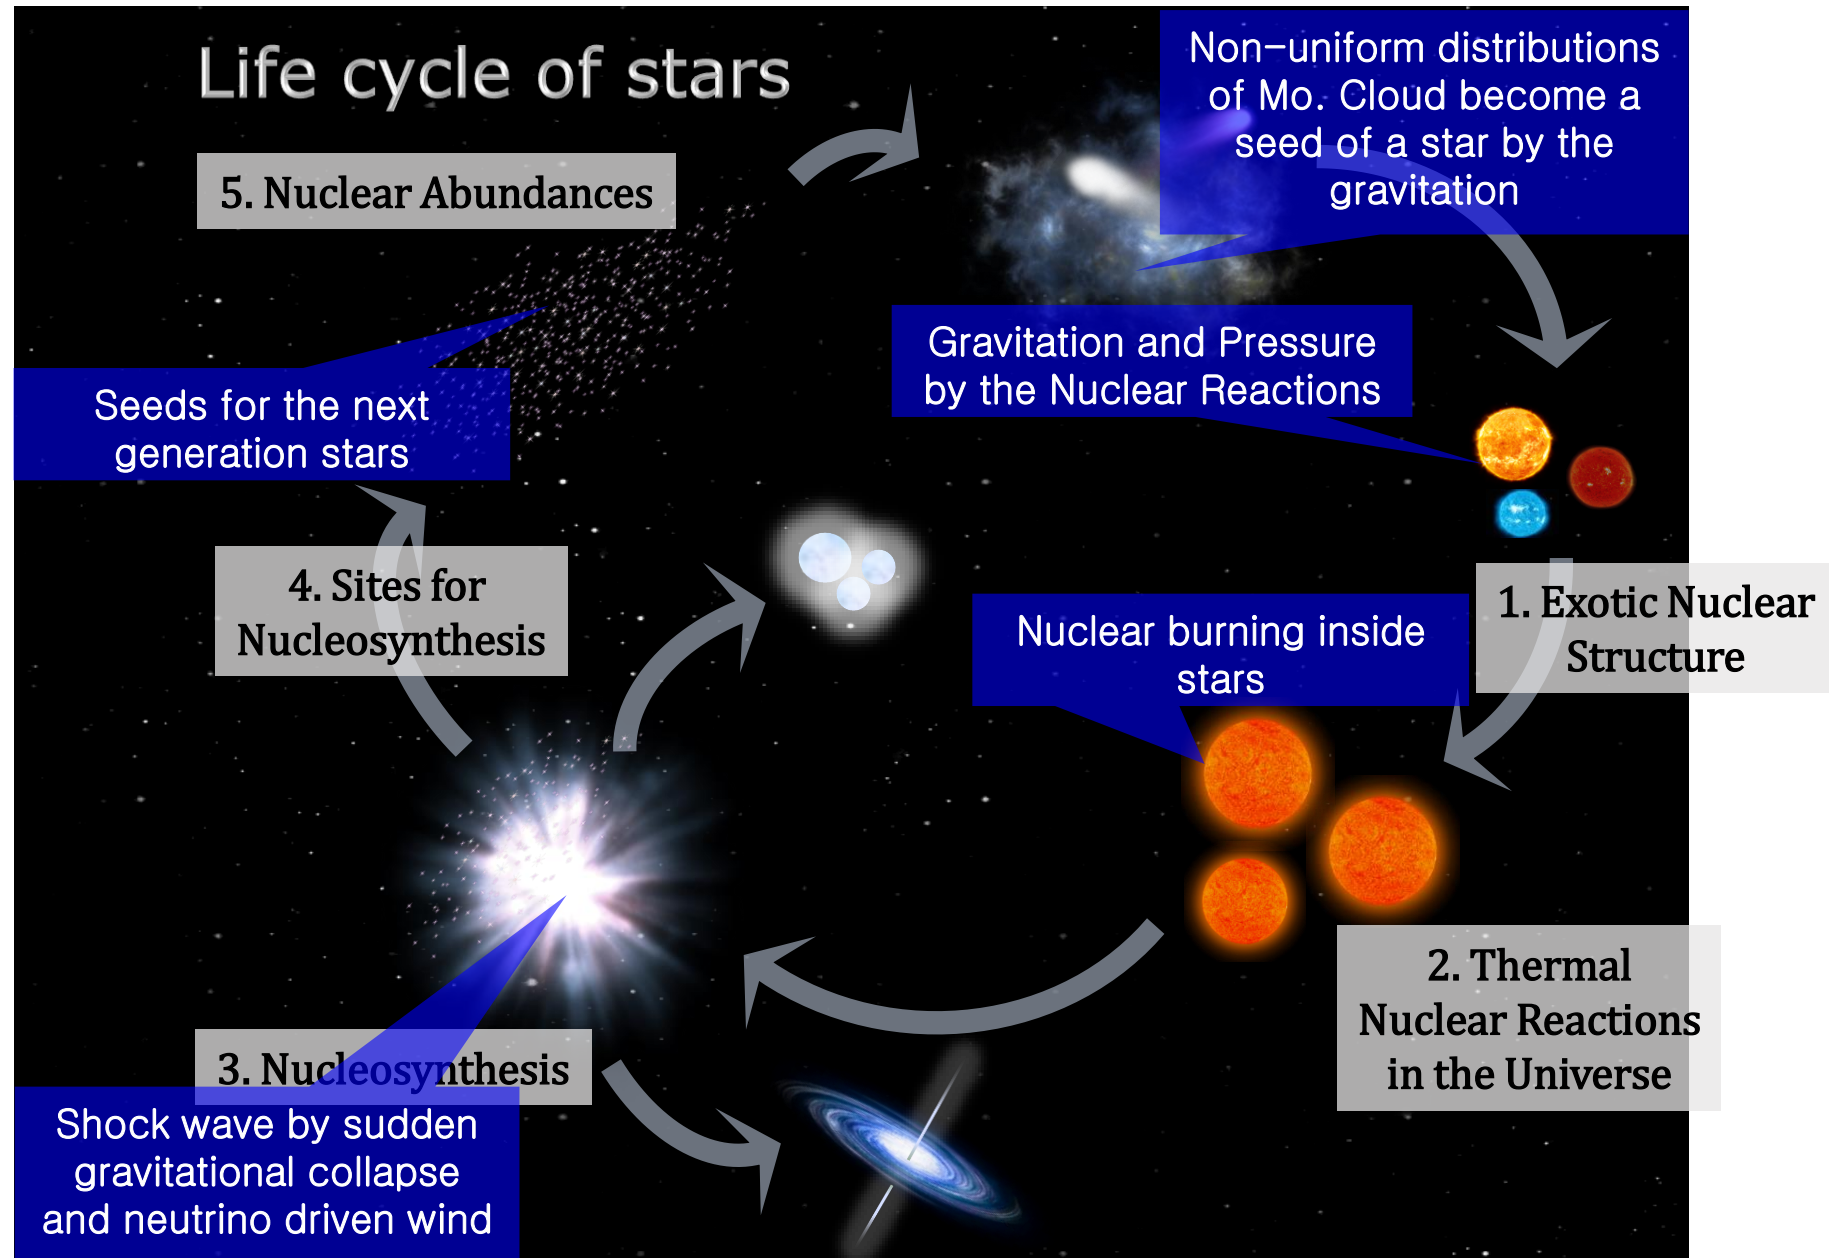 Life cycle of stars
Non-uniform distributions
of Mo. Cloud become a
seed of a star by the
gravitation
5. Nuclear Abundances
Gravitation and Pressure
by the Nuclear Reactions
Seeds for the next
generation stars
4. Sites for
Nucleosynthesis
1. Exotic Nuclear
Structure
Nuclear burning inside
stars
2. Thermal
Nuclear Reactions
in the Universe
3. Nucleosynthesis
Shock wave by sudden
gravitational collapse
and neutrino driven wind